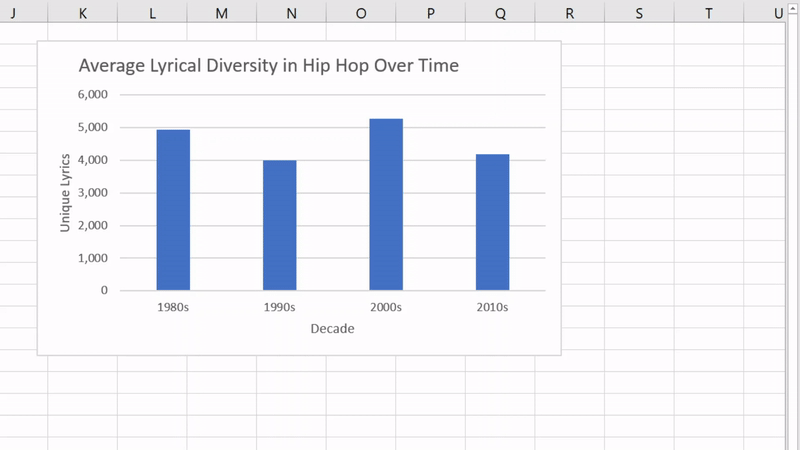 J K L M N O P Q R S T U
Average Lyrical Diversity in Hip Hop Over Time
6,000
5,000
4,000
3,000
2,000
1,000
0
Unique Lyrics
1980s 1990s 2000s 2010s
Decade